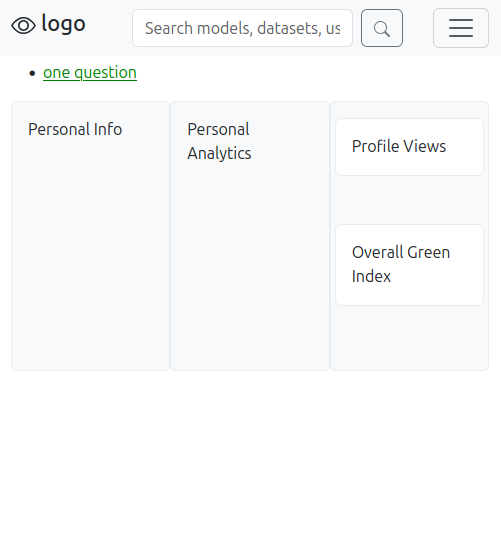 logo
Search models, datasets, us
one question
Personal Info
Personal
Analytics
Profile Views
Overall Green
Index